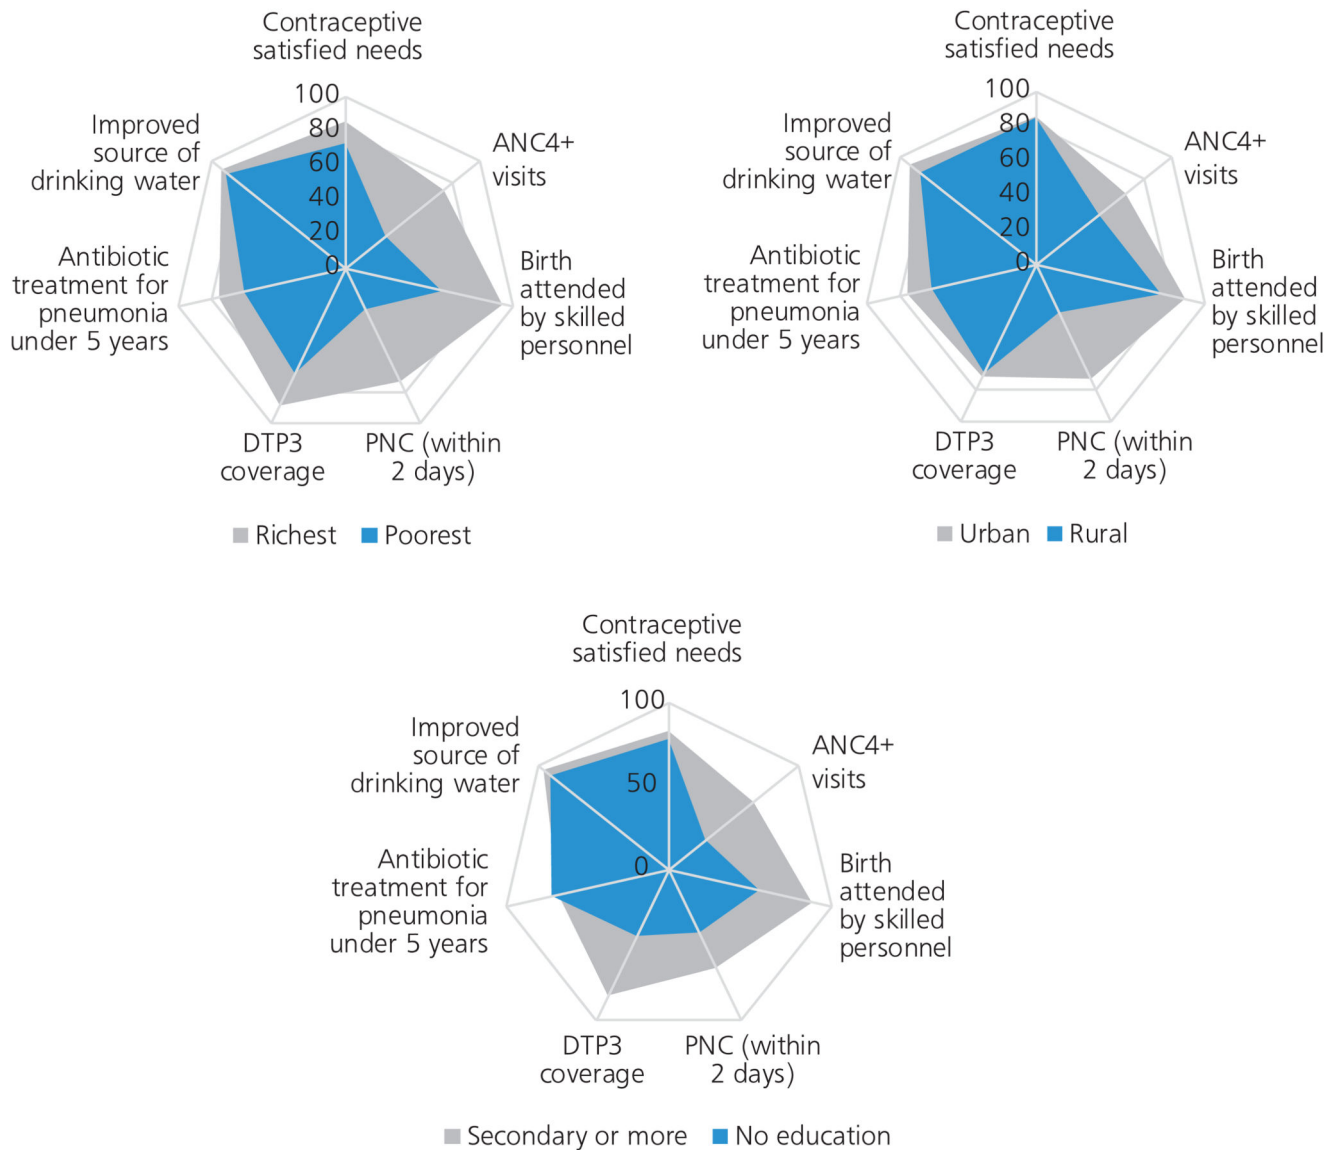 Contraceptive
satisfied needs
100
80
60
40
20
0
ANC4+
visits
Birth
attended
by skilled
personnel
PNC (within
2 days)
DTP3
coverage
Antibiotic
treatment for
pneumonia
under 5 years
Improved
source of
drinking water
Richest Poorest
Contraceptive
satisfied needs
100
80
60
40
20
0
ANC4+
visits
Birth
attended
by skilled
personnel
PNC (within
2 days)
DTP3
coverage
Antibiotic
treatment for
pneumonia
under 5 years
Improved
source of
drinking water
Urban Rural
Contraceptive
satisfied needs
100
50
0
ANC4+
visits
Birth
attended
by skilled
personnel
PNC (within
2 days)
DTP3
coverage
Antibiotic
treatment for
pneumonia
under 5 years
Improved
source of
drinking water
Secondary or more No education